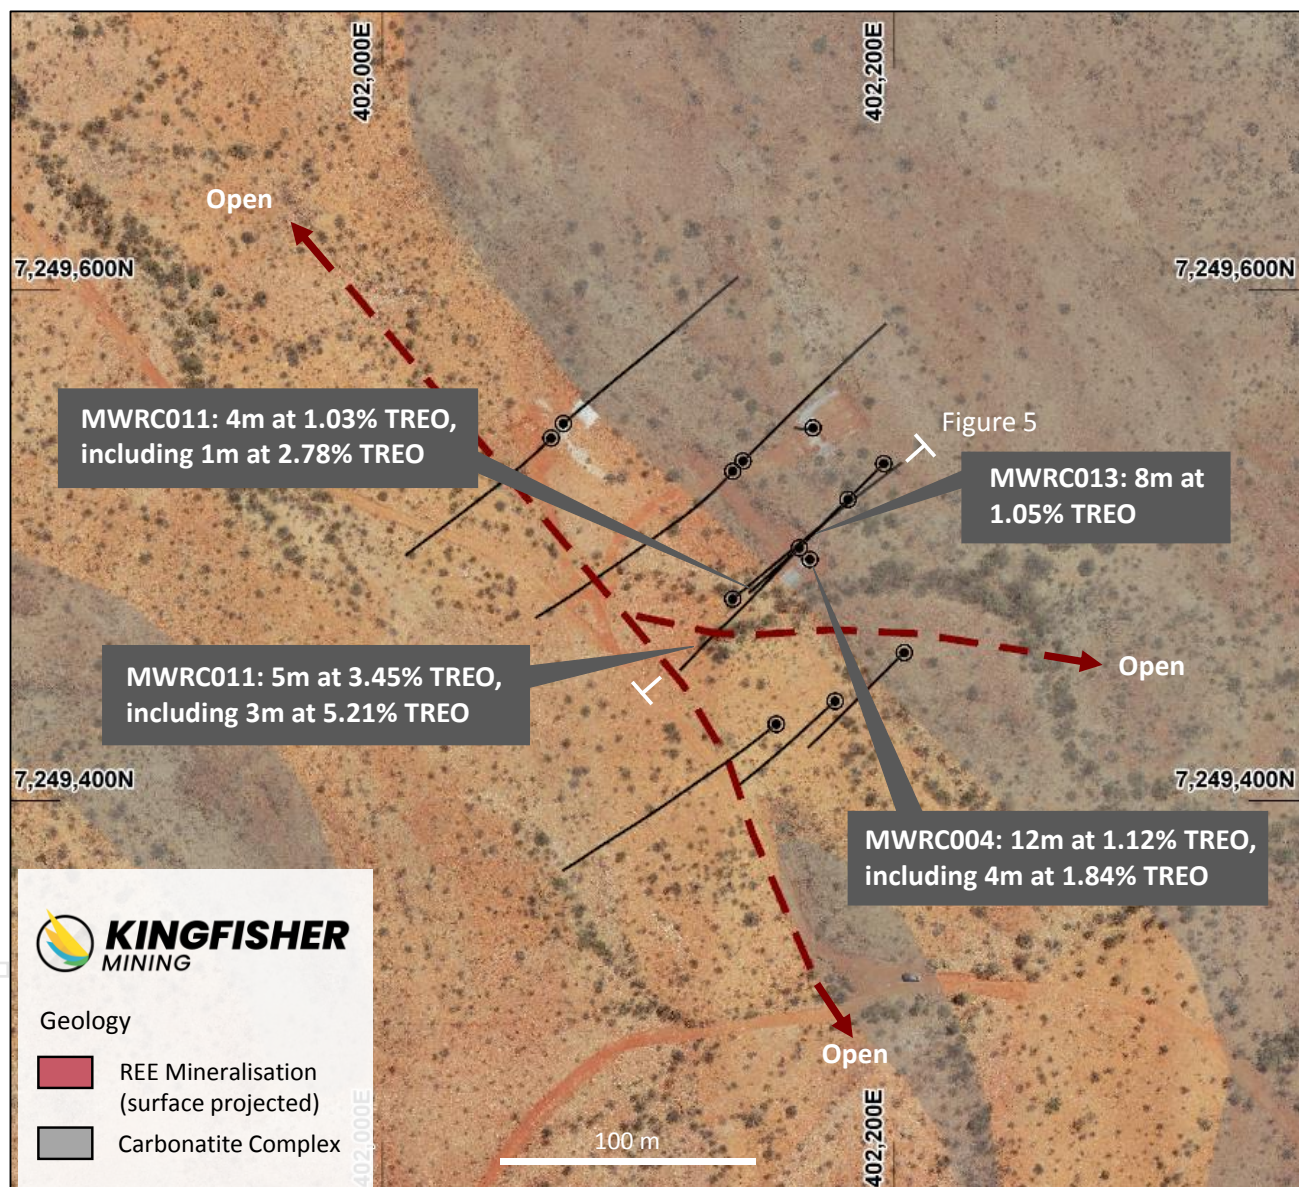 402,000E
402,200E
Open
7,249,600N
7,249,600N
MWRC011: 4m at 1.03% TREO,
including 1m at 2.78% TREO
Figure 5
MWRC013: 8m at
1.05% TREO
MWRC011: 5m at 3.45% TREO,
including 3m at 5.21% TREO
Open
7,249,400N
7,249,400N
MWRC004: 12m at 1.12% TREO,
including 4m at 1.84% TREO
KINGFISHER
MINING
Geology
REE Mineralisation
(surface projected)
Carbonatite Complex
Open
402,000E
402,200E
100 m